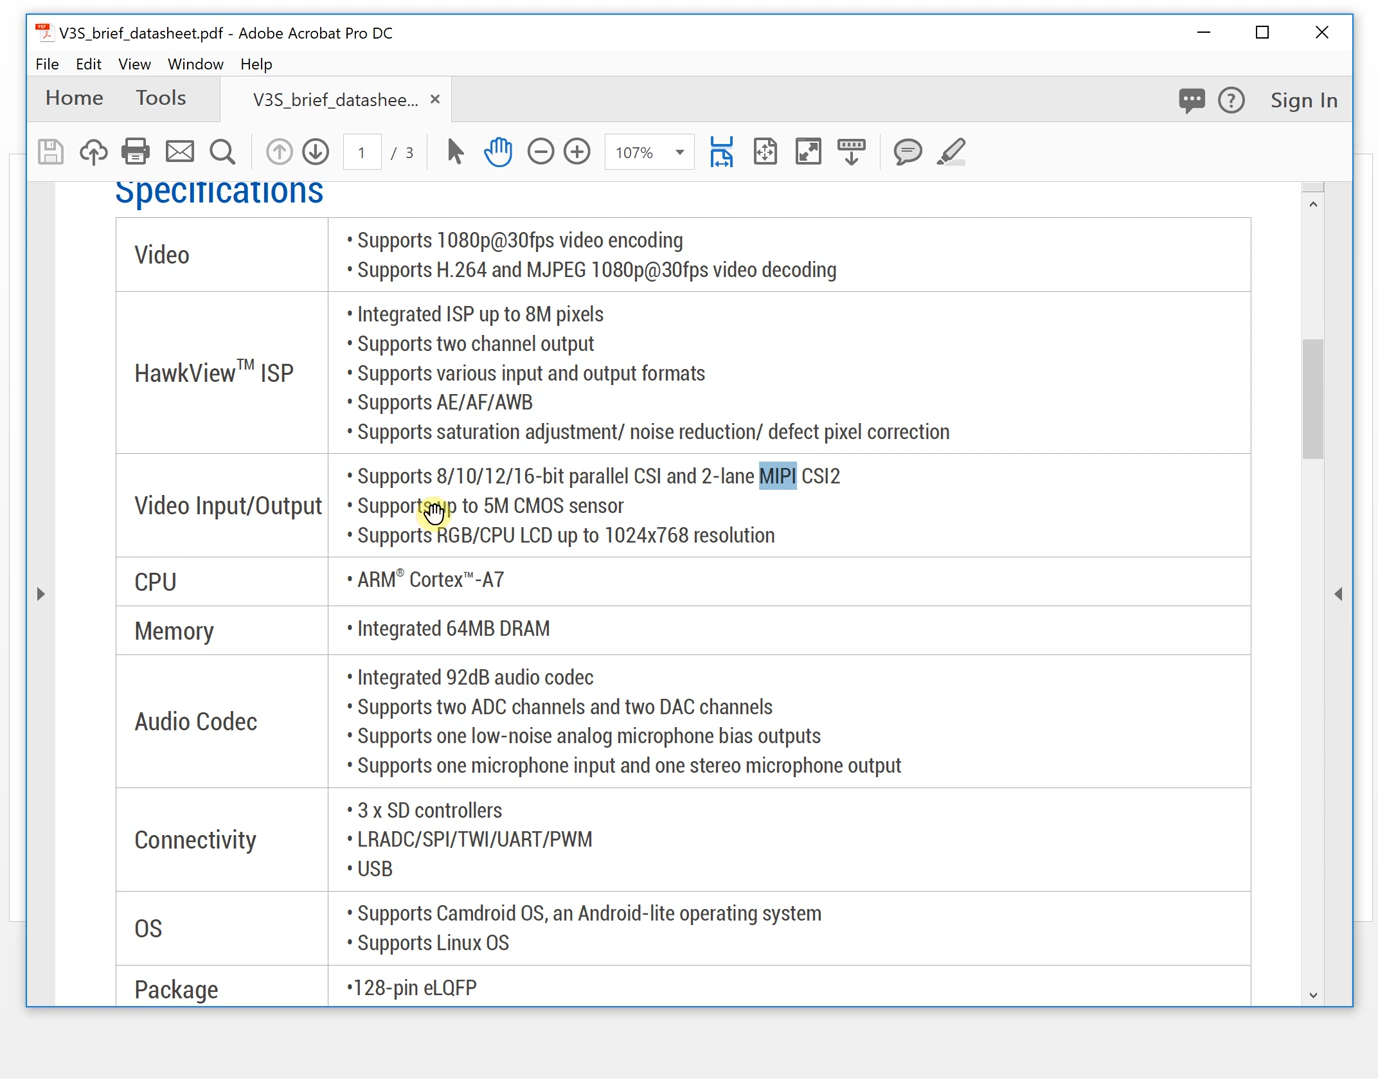 V3S_brief_datasheet.pdf - Adobe Acrobat Pro DC
File Edit View Window Help
Home Tools V3S_brief_datashee... × Sign In
1 / 3 107%
Specifications
Video
• Supports 1080p@30fps video encoding
• Supports H.264 and MJPEG 1080p@30fps video decoding
HawkView™ ISP
• Integrated ISP up to 8M pixels
• Supports two channel output
• Supports various input and output formats
• Supports AE/AF/AWB
• Supports saturation adjustment/ noise reduction/ defect pixel correction
Video Input/Output
• Supports 8/10/12/16-bit parallel CSI and 2-lane MIPI CSI2
• Supports up to 5M CMOS sensor
• Supports RGB/CPU LCD up to 1024x768 resolution
CPU
• ARM® Cortex™-A7
Memory
• Integrated 64MB DRAM
Audio Codec
• Integrated 92dB audio codec
• Supports two ADC channels and two DAC channels
• Supports one low-noise analog microphone bias outputs
• Supports one microphone input and one stereo microphone output
Connectivity
• 3 x SD controllers
• LRADC/SPI/TWI/UART/PWM
• USB
OS
• Supports Camdroid OS, an Android-lite operating system
• Supports Linux OS
Package
•128-pin eLQFP